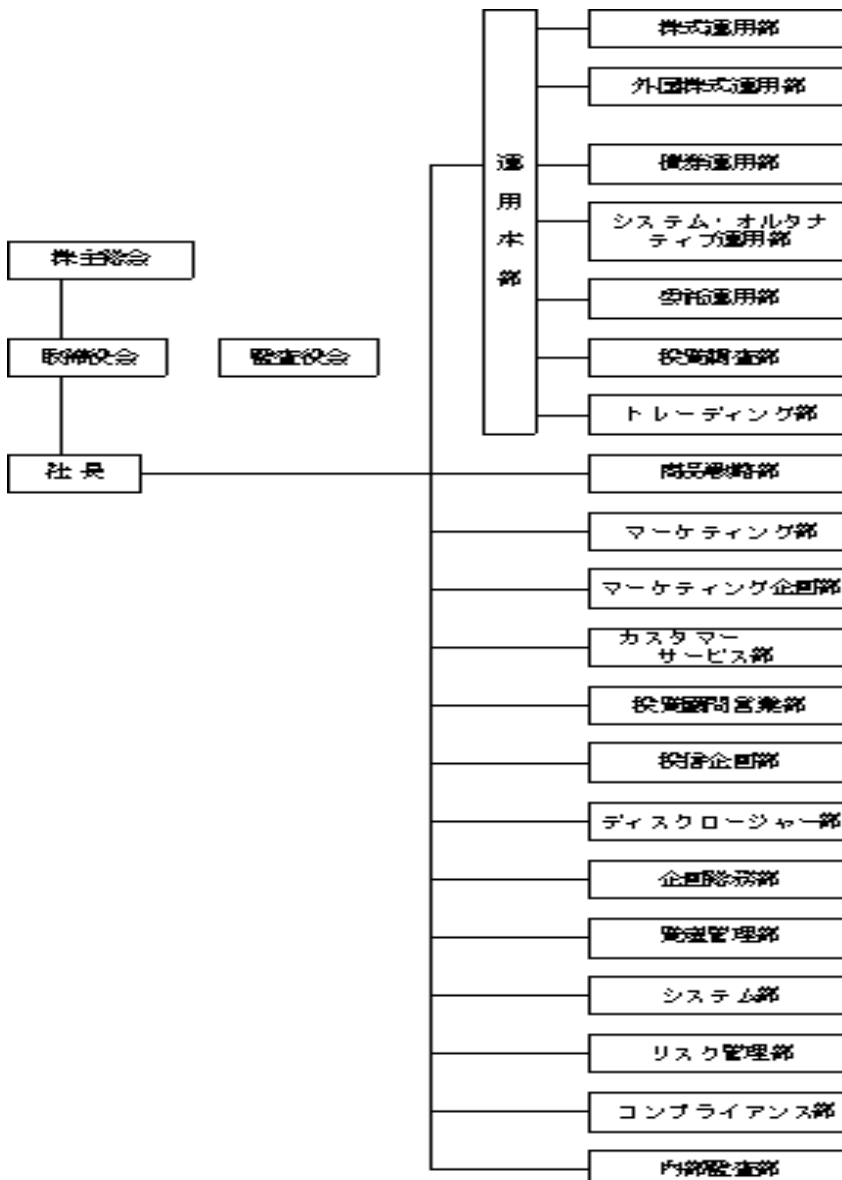 株式運用部
外国株式運用部
債券運用部
システム・オルタナ
ティブ運用部
委託運用部
投資調査部
トレーディング部
運用本部
株主総会
取締役会
監査役会
社長
商品戦略部
マーケティング部
マーケティング企画部
カスタマー
サービス部
投資顧問営業部
投信企画部
ディスクロージャー部
企画総務部
資産管理部
システム部
リスク管理部
コンプライアンス部
内部監査部